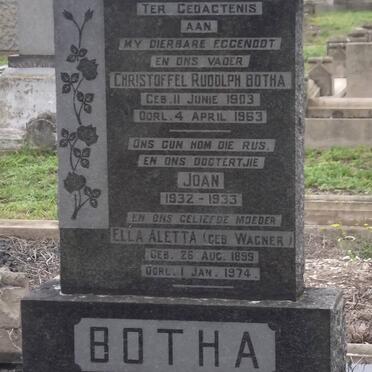 TER GEDAGTENIS
AAN
MY DIERBARE EGGENOOT
EN ONS VADER
CHRISTOFFEL RUDOLPH BOTHA
GEB. 11 JUNIE 1903
OORL. 4 APRIL 1963
ONS GUN HOM DIE RUS,
EN ONS DOGTERTJIE
JOAN
1932 - 1933
EN ONS GELIEFDE MOEDER
ELLA ALETTA (GEB WAGNER)
GEB. 26 AUG. 1899
OORL. 1 JAN. 1974.
BOTHA